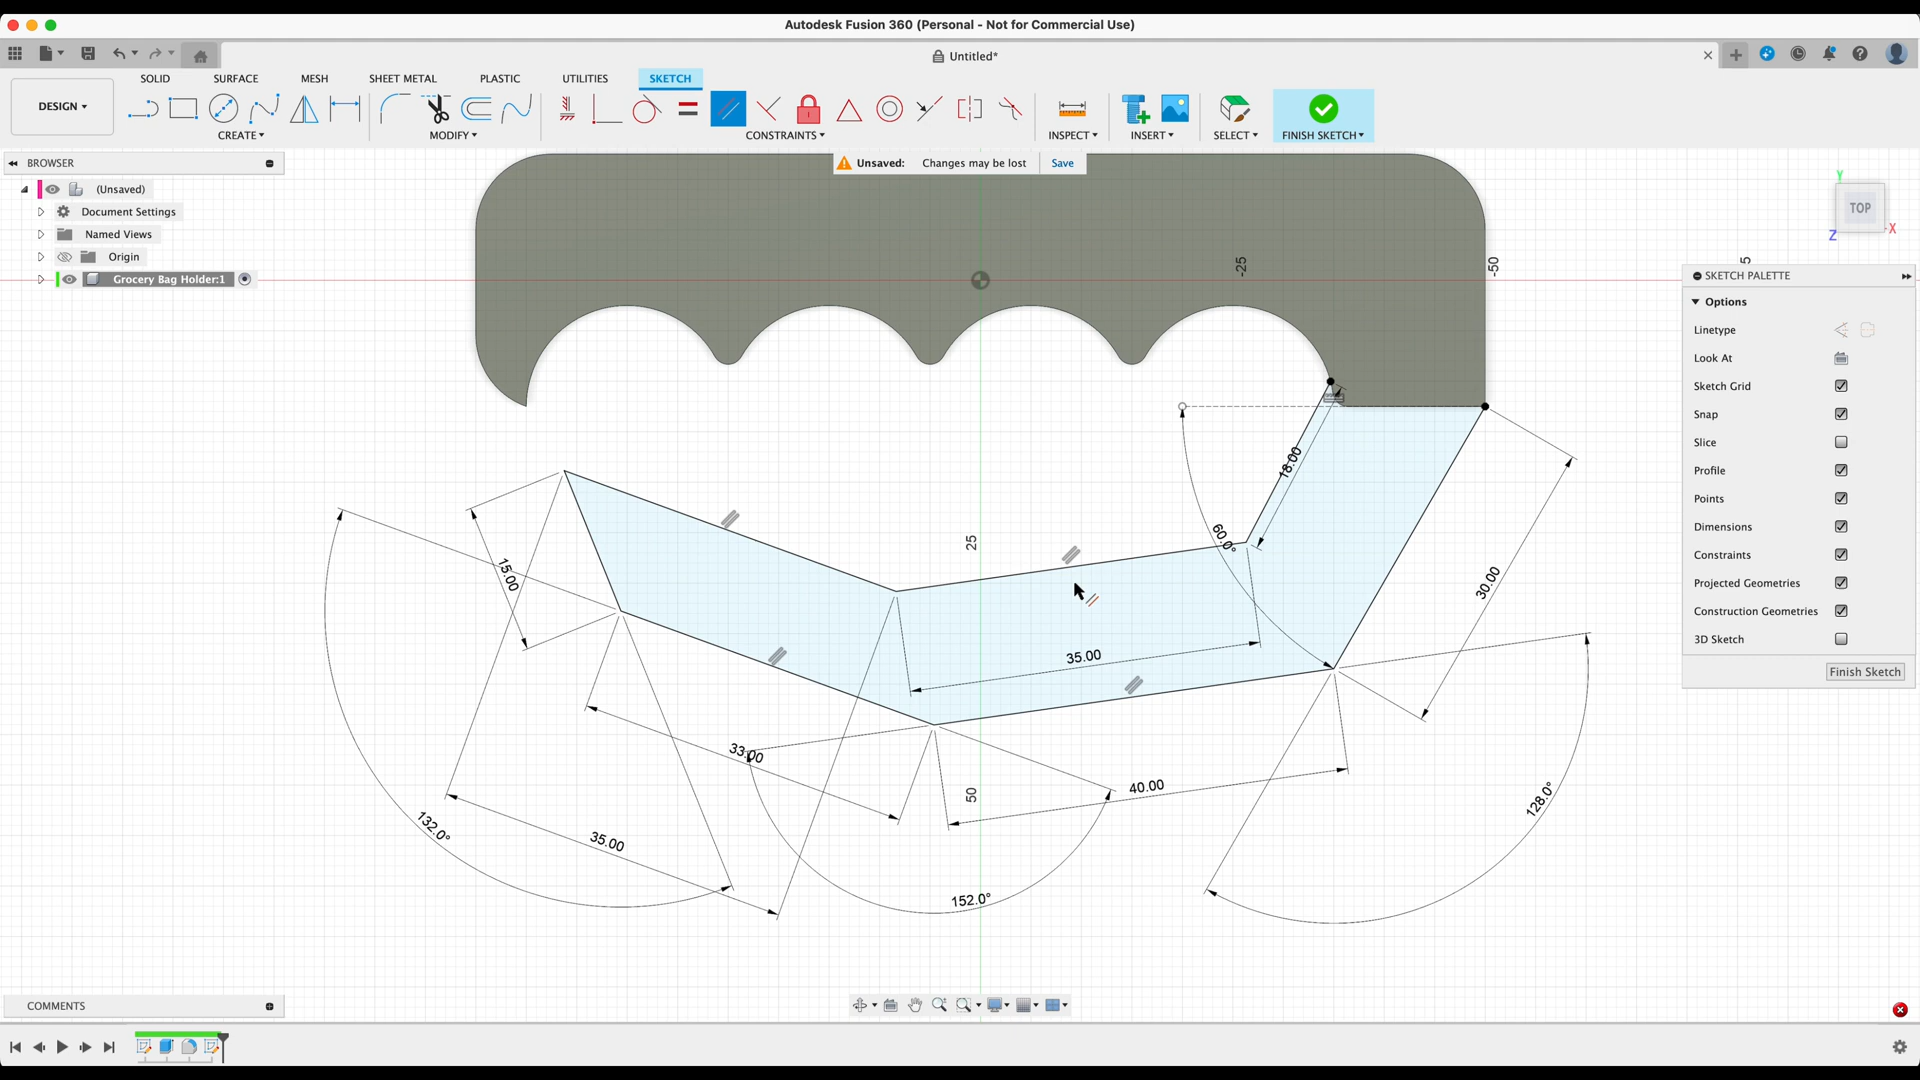 Autodesk Fusion 360 (Personal - Not for Commercial Use)
Untitled*
SOLID SURFACE MESH SHEET METAL PLASTIC UTILITIES SKETCH
DESIGN
CREATE MODIFY CONSTRAINTS INSPECT INSERT SELECT FINISH SKETCH
BROWSER
Unsaved: Changes may be lost Save
(Unsaved)
Document Settings
Named Views
Origin
Grocery Bag Holder:1
Y
TOP
X
Z
-25
-50
5
25
50
18.00
60.0°
30.00
15.00
35.00
33.00
40.00
132.0°
35.00
152.0°
128.0°
SKETCH PALETTE
Options
Linetype
Look At
Sketch Grid
Snap
Slice
Profile
Points
Dimensions
Constraints
Projected Geometries
Construction Geometries
3D Sketch
Finish Sketch
COMMENTS